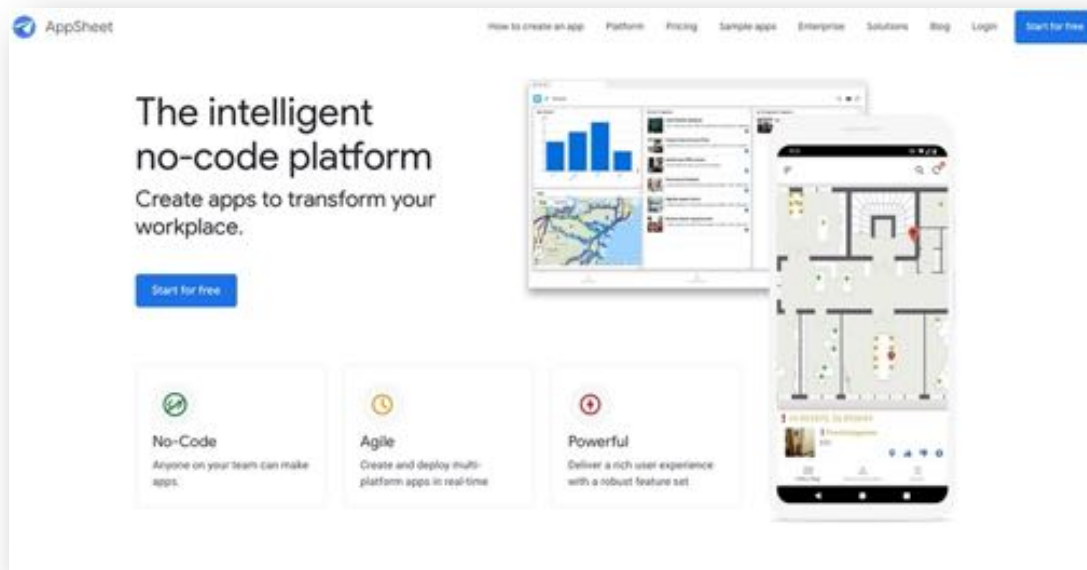 AppSheet
How to create an app Platform Pricing Sample apps Enterprise Solutions Blog Login Start for free
The intelligent
no-code platform
Create apps to transform your
workplace.
Start for free
No-Code
Anyone on your team can make
apps.
Agile
Create and deploy multi-
platform apps in real-time
Powerful
Deliver a rich user experience
with a robust feature set